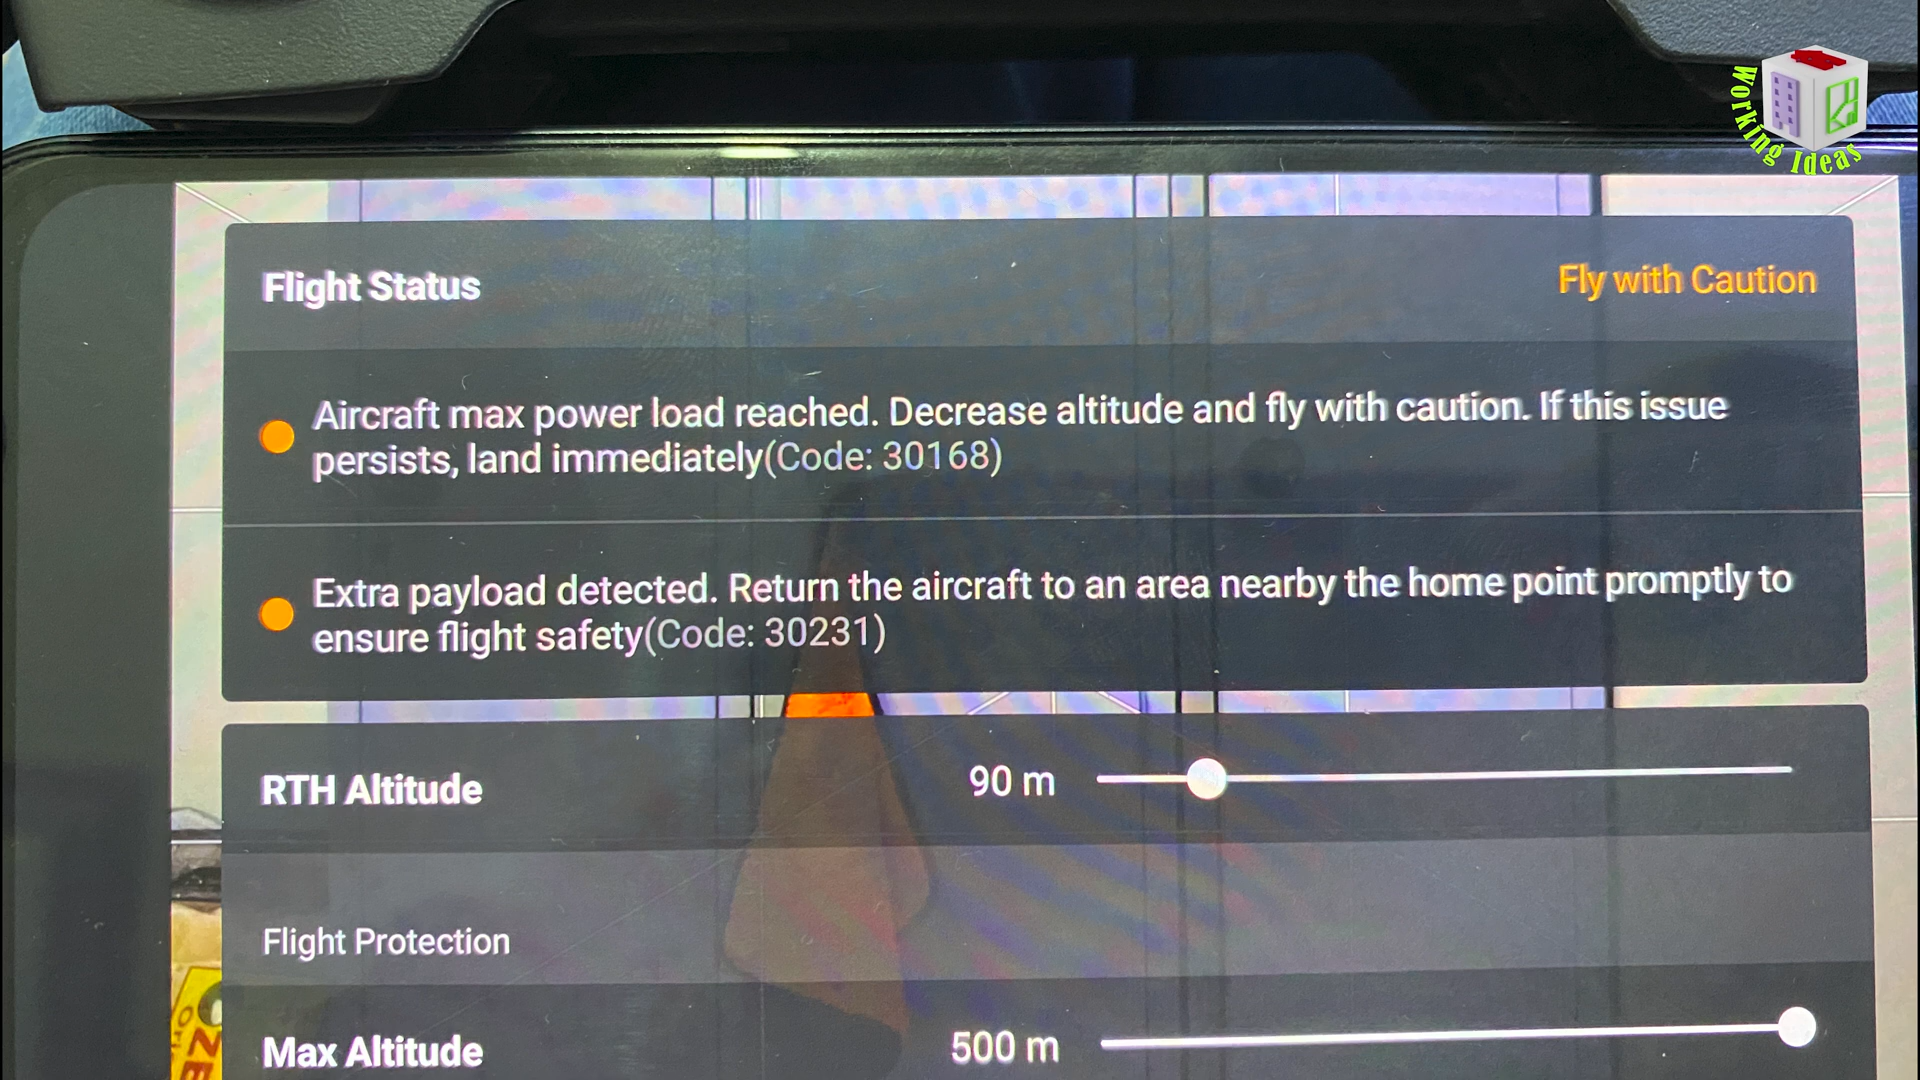 Working Ideas
Flight Status
Fly with Caution
Aircraft max power load reached. Decrease altitude and fly with caution. If this issue
persists, land immediately(Code: 30168)
Extra payload detected. Return the aircraft to an area nearby the home point promptly to
ensure flight safety(Code: 30231)
RTH Altitude
90 m
Flight Protection
Max Altitude
500 m